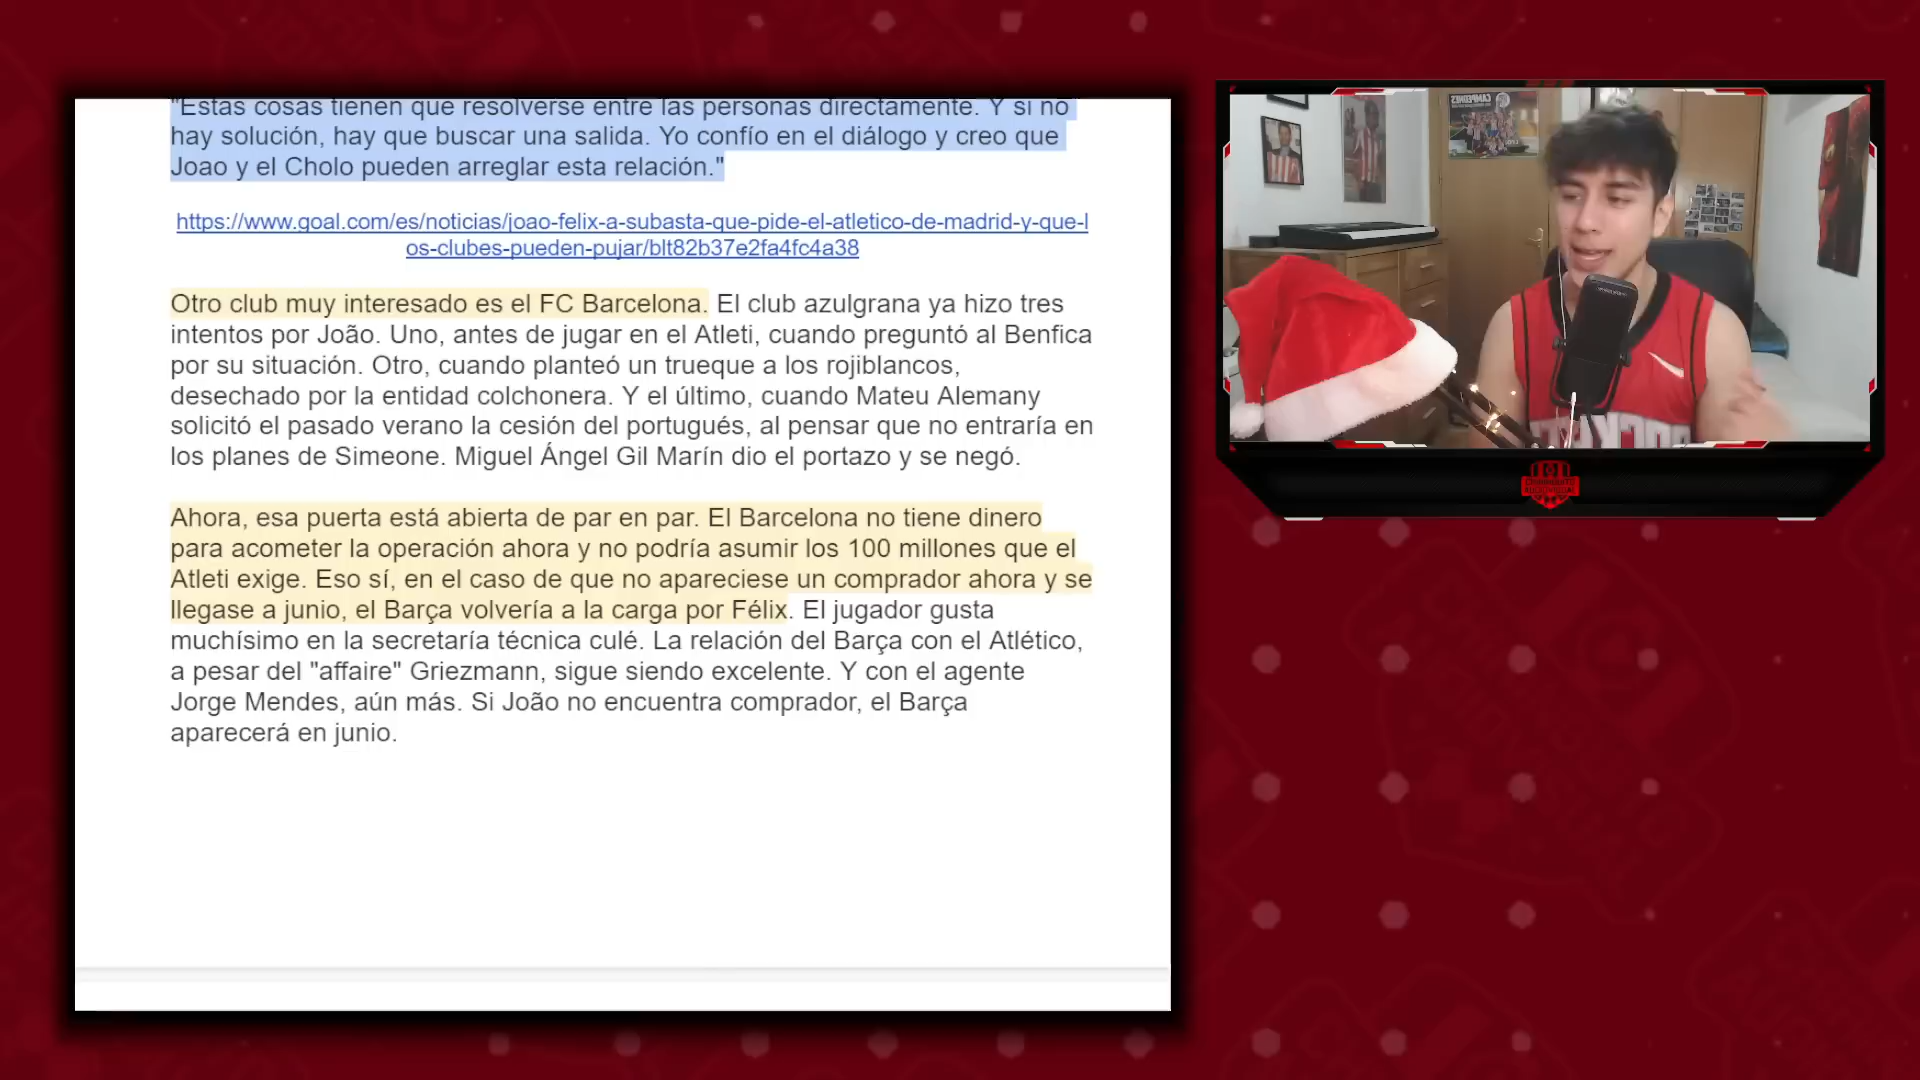 "Estas cosas tienen que resolverse entre las personas directamente. Y si no
hay solución, hay que buscar una salida. Yo confío en el diálogo y creo que
Joao y el Cholo pueden arreglar esta relación."
https://www.goal.com/es/noticias/joao-felix-a-subasta-que-pide-el-atletico-de-madrid-y-que-l
os-clubes-pueden-pujar/blt82b37e2fa4fc4a38
Otro club muy interesado es el FC Barcelona. El club azulgrana ya hizo tres
intentos por João. Uno, antes de jugar en el Atleti, cuando preguntó al Benfica
por su situación. Otro, cuando planteó un trueque a los rojiblancos,
desechado por la entidad colchonera. Y el último, cuando Mateu Alemany
solicitó el pasado verano la cesión del portugués, al pensar que no entraría en
los planes de Simeone. Miguel Ángel Gil Marín dio el portazo y se negó.
Ahora, esa puerta está abierta de par en par. El Barcelona no tiene dinero
para acometer la operación ahora y no podría asumir los 100 millones que el
Atleti exige. Eso sí, en el caso de que no apareciese un comprador ahora y se
llegase a junio, el Barça volvería a la carga por Félix. El jugador gusta
muchísimo en la secretaría técnica culé. La relación del Barça con el Atlético,
a pesar del "affaire" Griezmann, sigue siendo excelente. Y con el agente
Jorge Mendes, aún más. Si João no encuentra comprador, el Barça
aparecerá en junio.
CAMPEONES